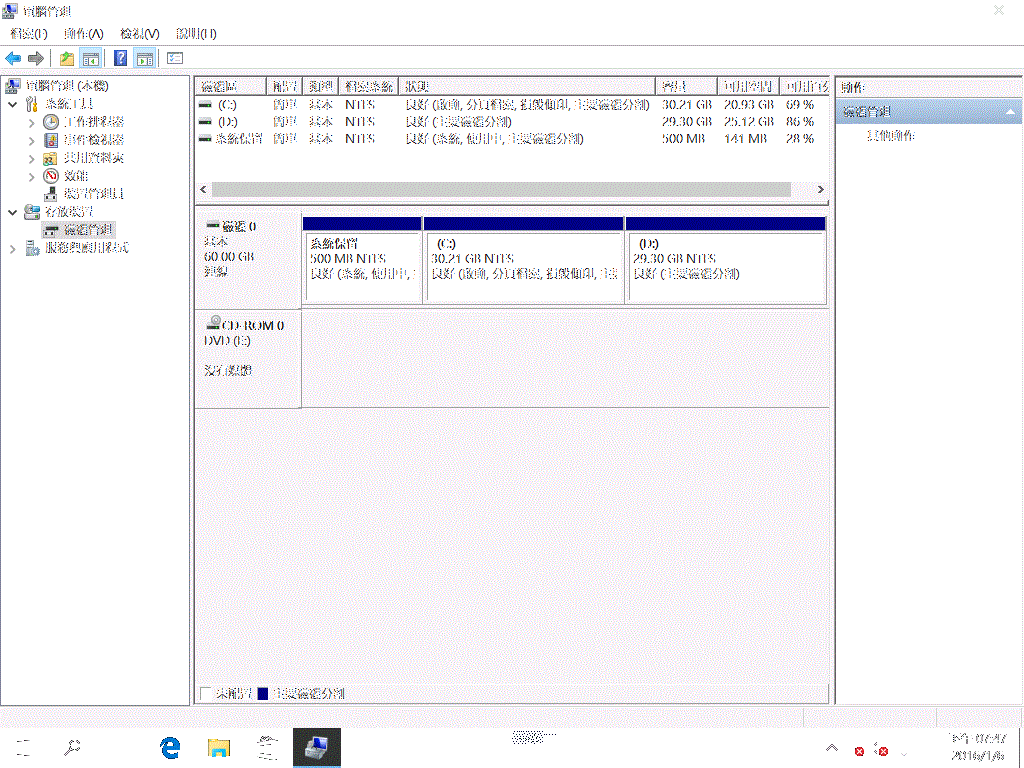 電腦管理
檔案(F) 動作(A) 檢視(V) 說明(H)
電腦管理 (本機)
系統工具
工作排程器
事件檢視器
共用資料夾
效能
裝置管理員
存放裝置
磁碟管理
服務與應用程式
磁碟區 配置 類型 檔案系統 狀態 容量 可用空間 可用百分
(C:) 簡單 基本 NTFS 良好 (啟動, 分頁檔案, 損毀傾印, 主要磁碟分割) 30.21 GB 20.93 GB 69 %
(D:) 簡單 基本 NTFS 良好 (主要磁碟分割) 29.30 GB 25.12 GB 86 %
系統保留 簡單 基本 NTFS 良好 (系統, 使用中, 主要磁碟分割) 500 MB 141 MB 28 %
磁碟 0
基本
60.00 GB
連線
系統保留
500 MB NTFS
良好 (系統, 使用中, 主
(C:)
30.21 GB NTFS
良好 (啟動, 分頁檔案, 損毀傾印, 主要
(D:)
29.30 GB NTFS
良好 (主要磁碟分割)
CD-ROM 0
DVD (E:)
沒有媒體
未配置 主要磁碟分割
動作
磁碟管理
其他動作
下午 07:47
2016/1/6